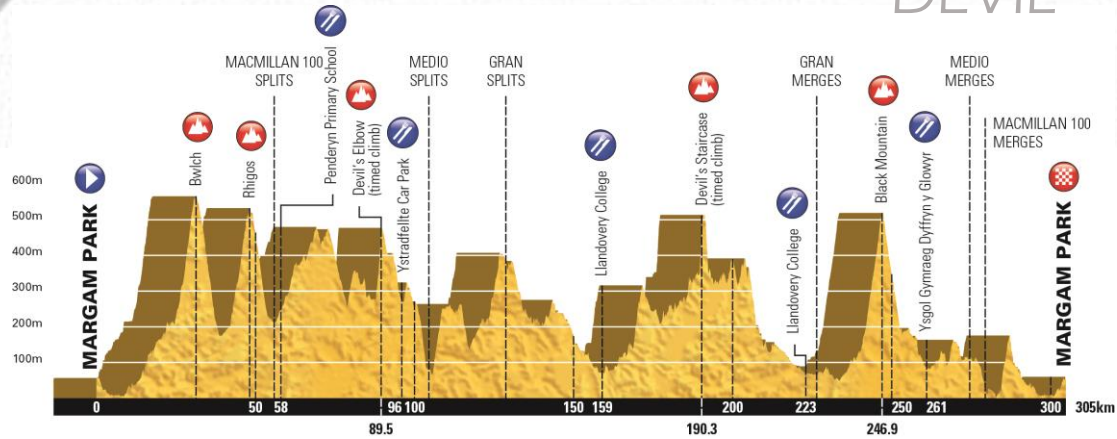 DEVIL
MACMILLAN 100
SPLITS
Penderyn Primary School
MEDIO
SPLITS
GRAN
SPLITS
GRAN
MERGES
MEDIO
MERGES
MACMILLAN 100
MERGES
Bwlch
Rhigos
Devil's Elbow
(timed climb)
Ystradfellte Car Park
Llandovery College
Devil's Staircase
(timed climb)
Llandovery College
Black Mountain
Ysgol Gymraeg Dyffryn y Glowyr
MARGAM PARK
MARGAM PARK
600m
500m
400m
300m
200m
100m
0 50 58 96 100 150 159 200 223 250 261 300 305km
89.5 190.3 246.9